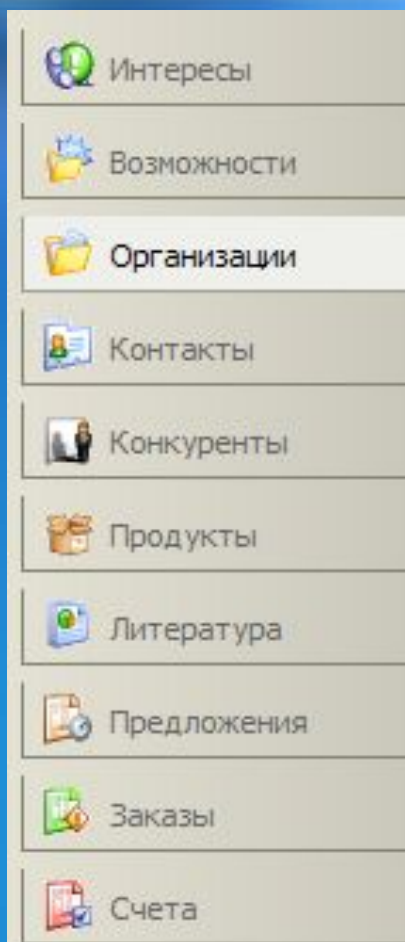 Интересы
Возможности
Организации
Контакты
Конкуренты
Продукты
Литература
Предложения
Заказы
Счета